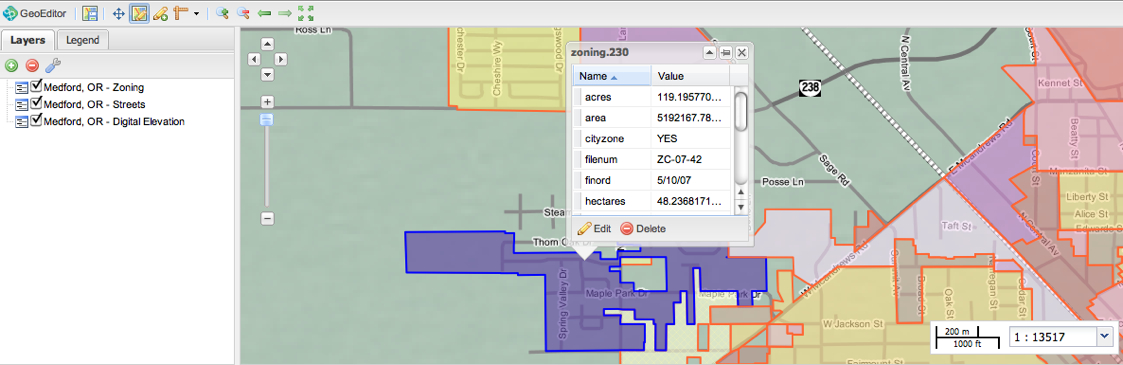 GeoEditor
Layers
Legend
Medford, OR - Zoning
Medford, OR - Streets
Medford, OR - Digital Elevation
Ross Ln
Cheshire Wy
zoning.230
Name Value
acres 119.195770...
area 5192167.78...
cityzone YES
filenum ZC-07-42
finord 5/10/07
hectares 48.2368171...
Edit Delete
238
N Central Av
Court St
Kennet St
Beatty St
E McAndrews Rd
Sage Rd
Posse Ln
Court St
Liberty St
Alice St
Edwards
N Central Av
Taft St
Thorn
W McAndrews Rd
Spring Valley Dr
Maple Park Dr
Maple Park Dr
Oak St
Cedar St
W Jackson St
Fairmount St
200 m
1000 ft
1 : 13517